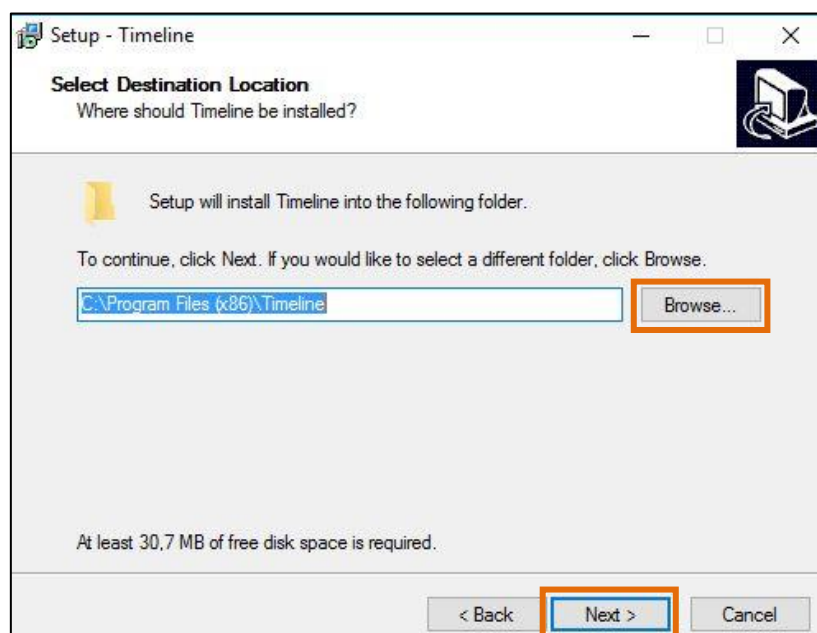 Setup - Timeline
Select Destination Location
Where should Timeline be installed?
Setup will install Timeline into the following folder.
To continue, click Next. If you would like to select a different folder, click Browse.
C:\Program Files (x86)\Timeline
Browse...
At least 30,7 MB of free disk space is required.
< Back
Next >
Cancel